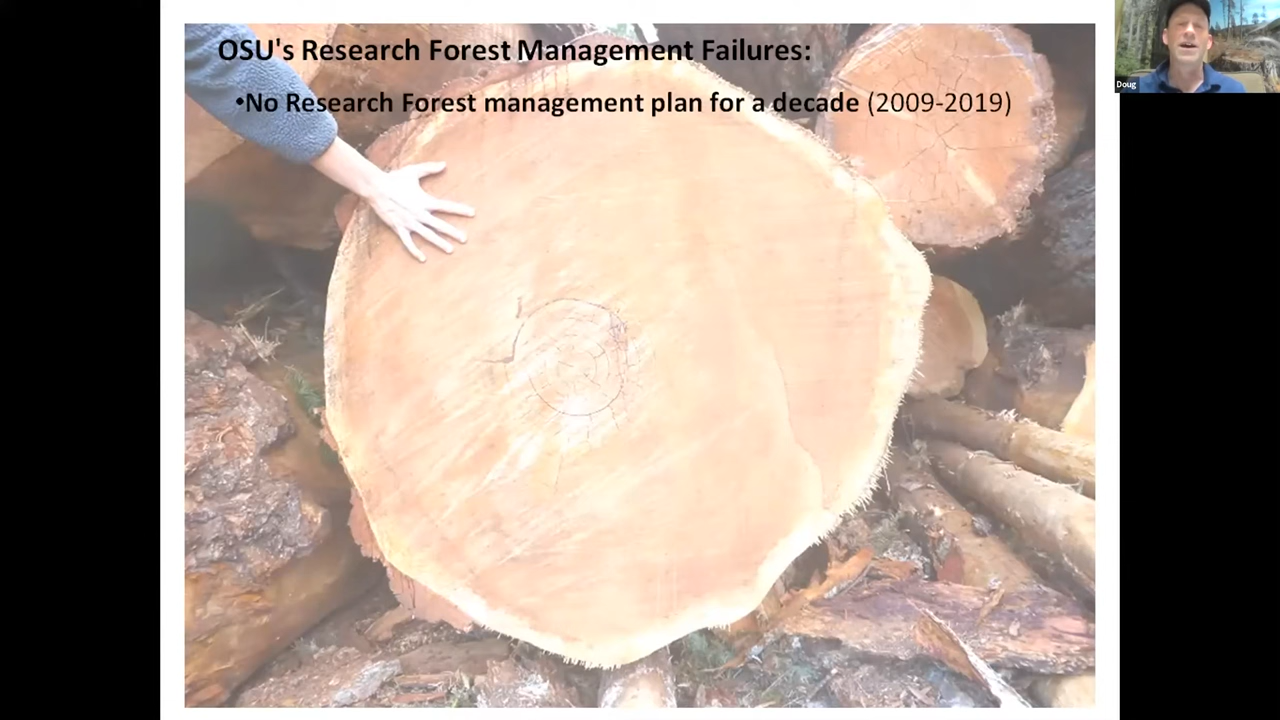 OSU's Research Forest Management Failures:
•No Research Forest management plan for a decade (2009-2019)
Doug